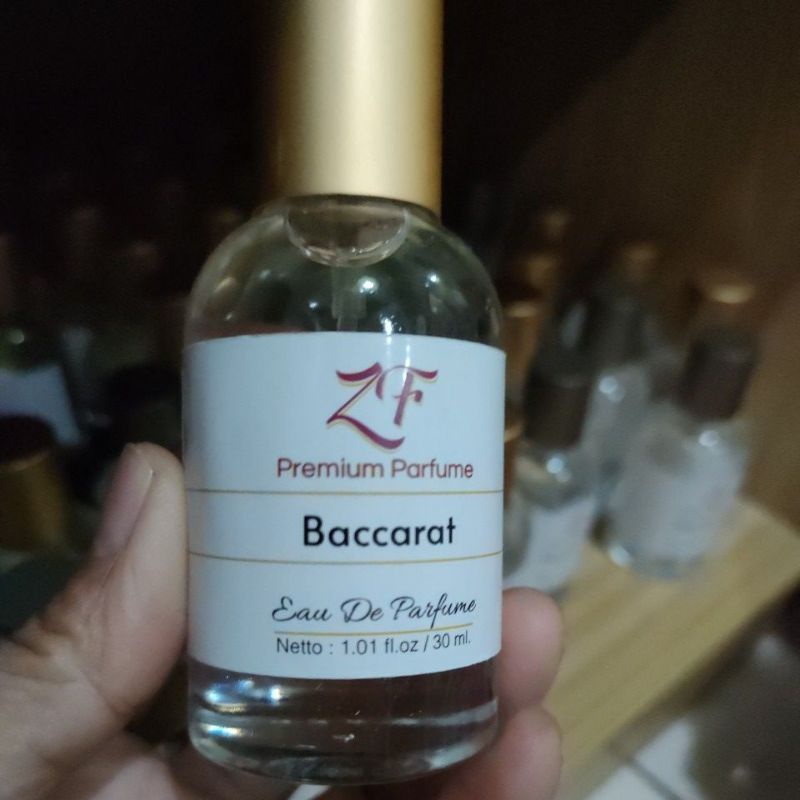 ZF
Premium Parfume
Baccarat
Eau De Parfume
Netto : 1.01 fl.oz / 30 ml.